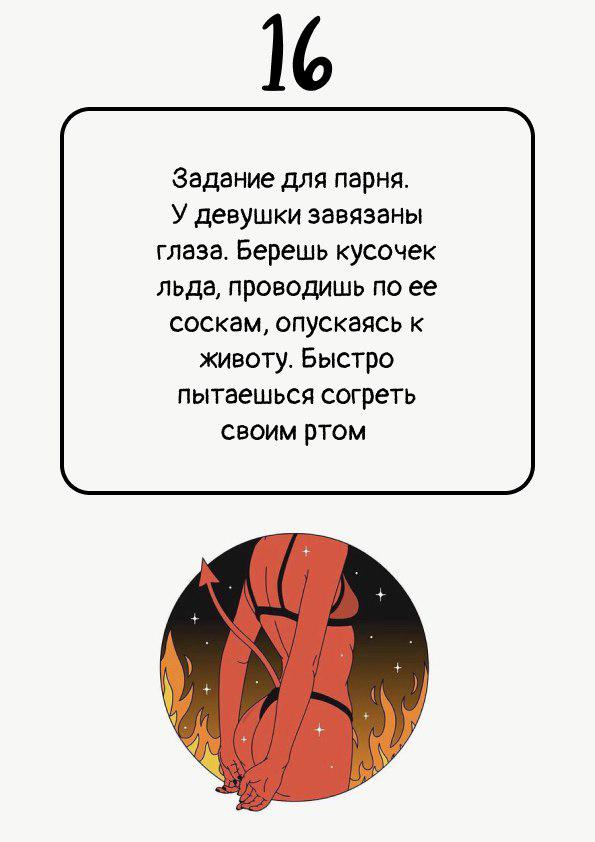 16
Задание для парня.
У девушки завязаны
глаза. Берешь кусочек
льда, проводишь по ее
соскам, опускаясь к
животу. Быстро
пытаешься согреть
своим ртом